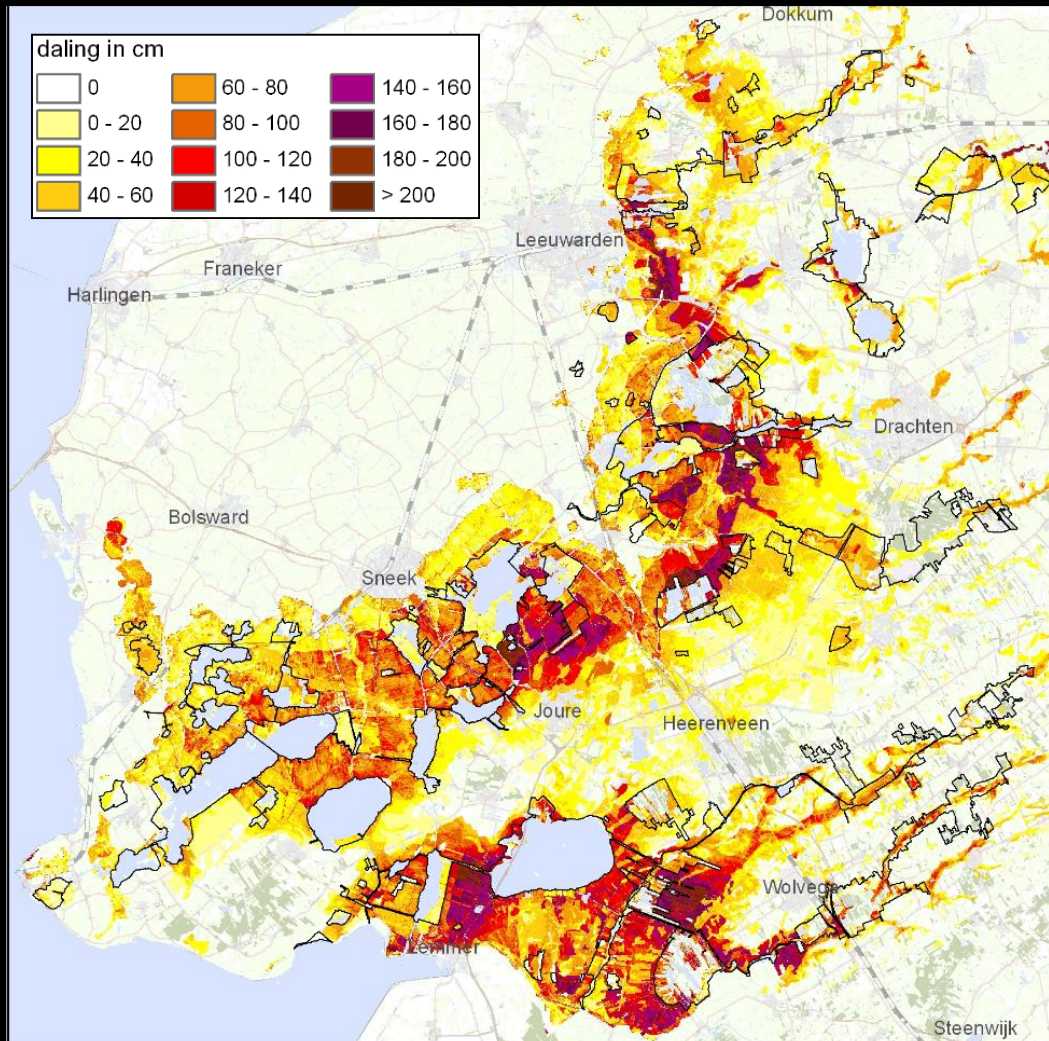 Dokkum
daling in cm
0
0 - 20
20 - 40
40 - 60
60 - 80
80 - 100
100 - 120
120 - 140
140 - 160
160 - 180
180 - 200
> 200
Leeuwarden
Franeker
Harlingen
Drachten
Bolsward
Sneek
Joure
Heerenveen
Wolvega
Lemmer
Steenwijk